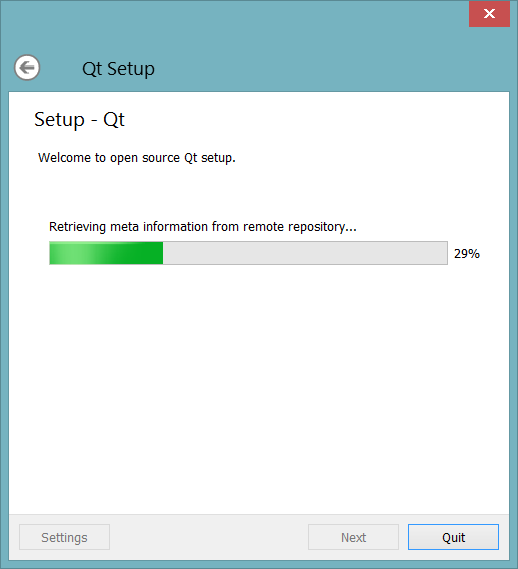 Qt Setup
Setup - Qt
Welcome to open source Qt setup.
Retrieving meta information from remote repository...
29%
Settings
Next
Quit